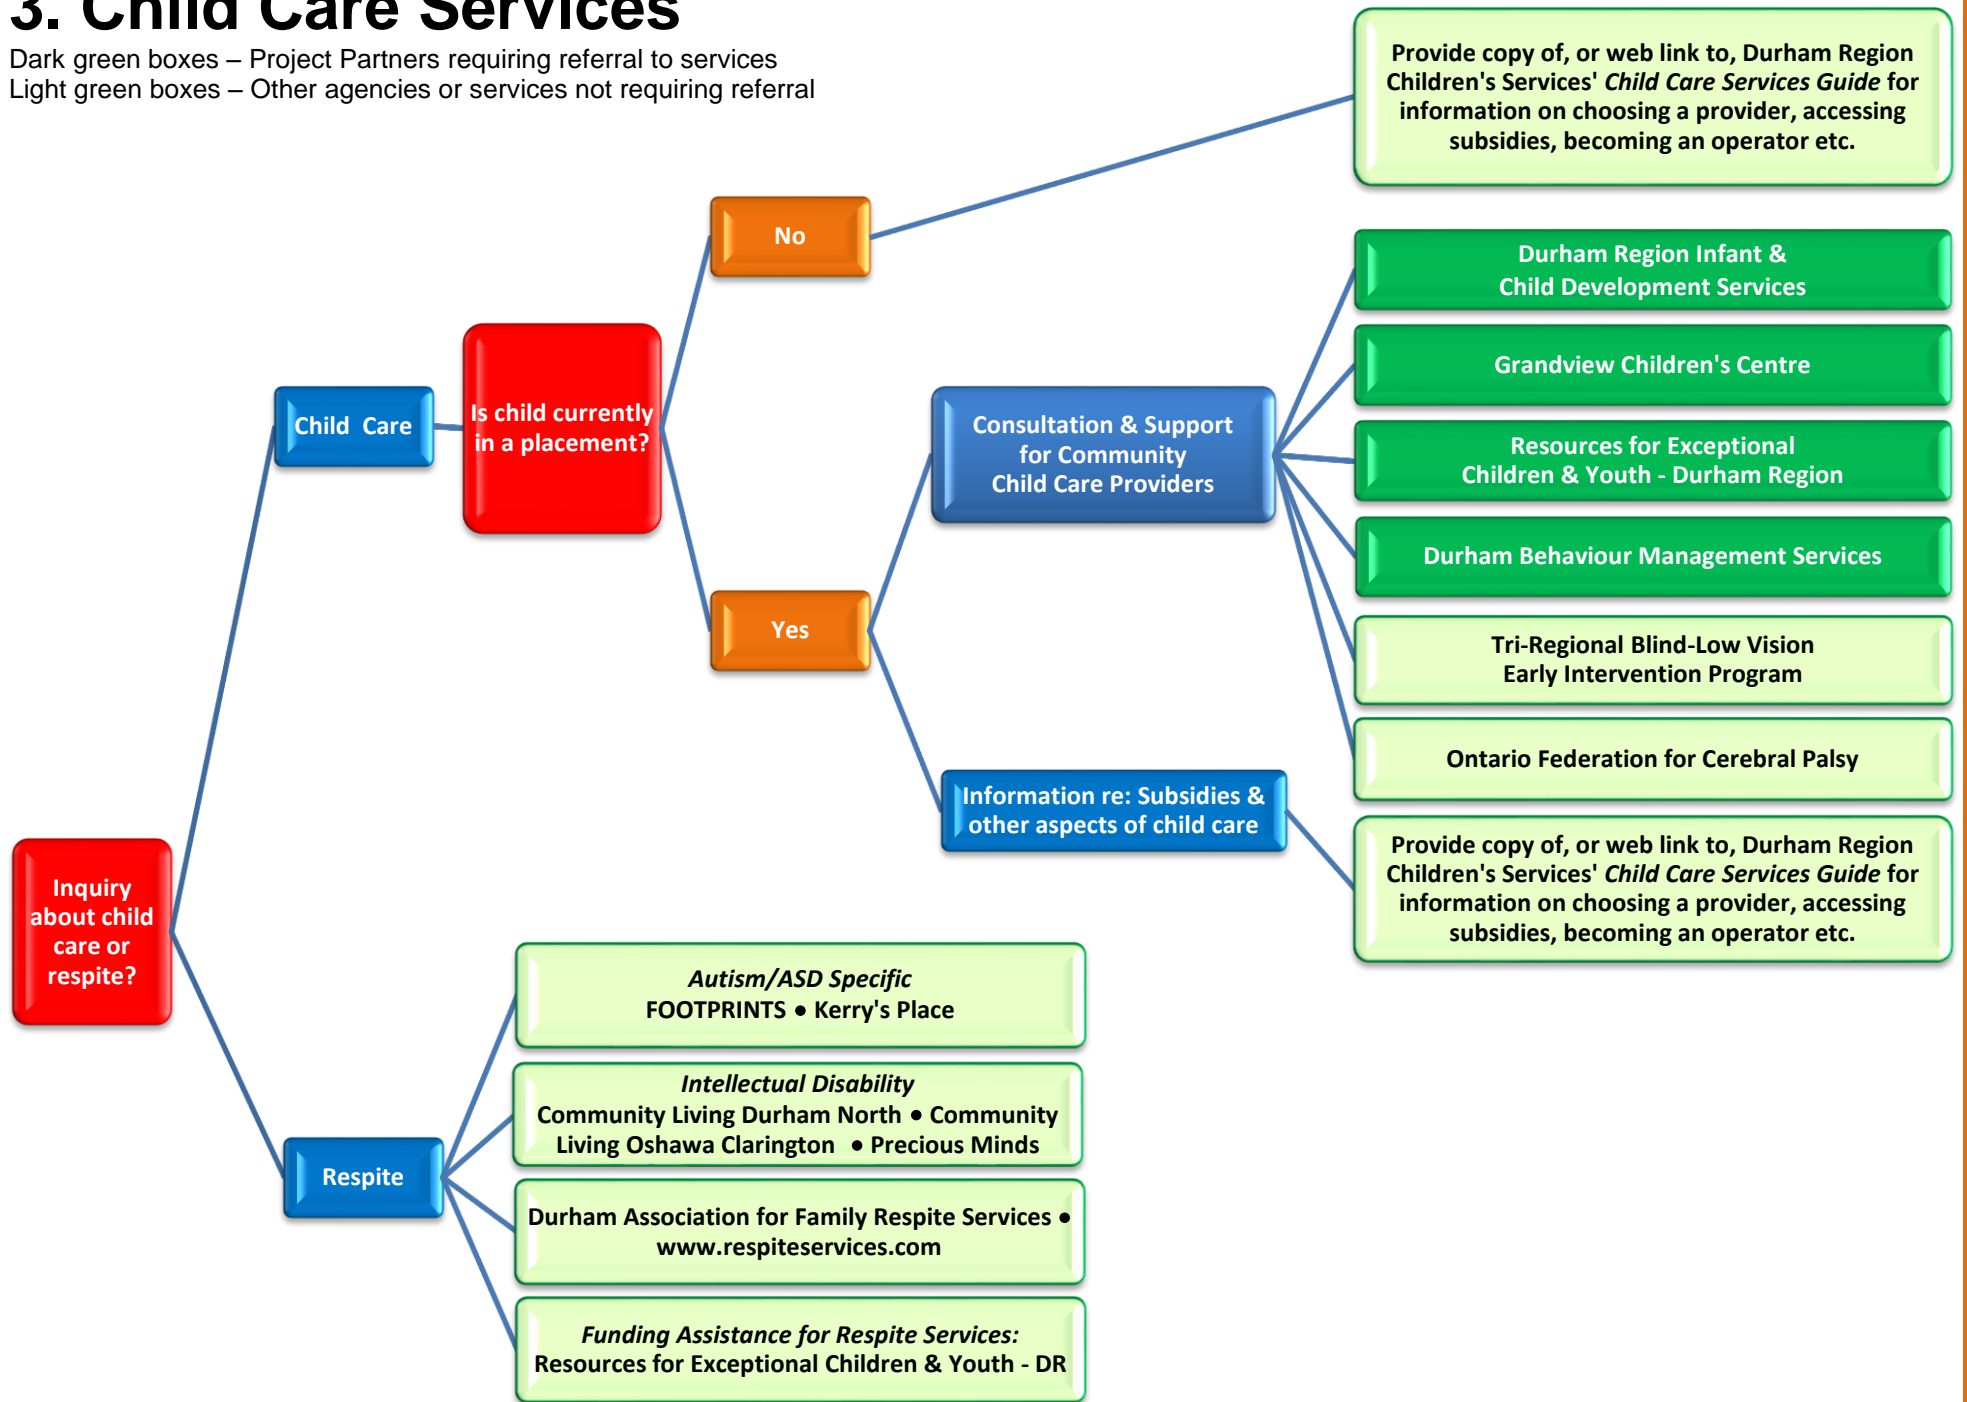 3. Child Care Services
Dark green boxes – Project Partners requiring referral to services
Light green boxes – Other agencies or services not requiring referral
Provide copy of, or web link to, Durham Region
Children's Services' Child Care Services Guide for
information on choosing a provider, accessing
subsidies, becoming an operator etc.
No
Durham Region Infant &
Child Development Services
Grandview Children's Centre
Child Care
Is child currently
in a placement?
Consultation & Support
for Community
Child Care Providers
Resources for Exceptional
Children & Youth - Durham Region
Durham Behaviour Management Services
Yes
Tri-Regional Blind-Low Vision
Early Intervention Program
Ontario Federation for Cerebral Palsy
Information re: Subsidies &
other aspects of child care
Provide copy of, or web link to, Durham Region
Children's Services' Child Care Services Guide for
information on choosing a provider, accessing
subsidies, becoming an operator etc.
Inquiry
about child
care or
respite?
Autism/ASD Specific
FOOTPRINTS • Kerry's Place
Intellectual Disability
Community Living Durham North • Community
Living Oshawa Clarington • Precious Minds
Respite
Durham Association for Family Respite Services •
www.respiteservices.com
Funding Assistance for Respite Services:
Resources for Exceptional Children & Youth - DR